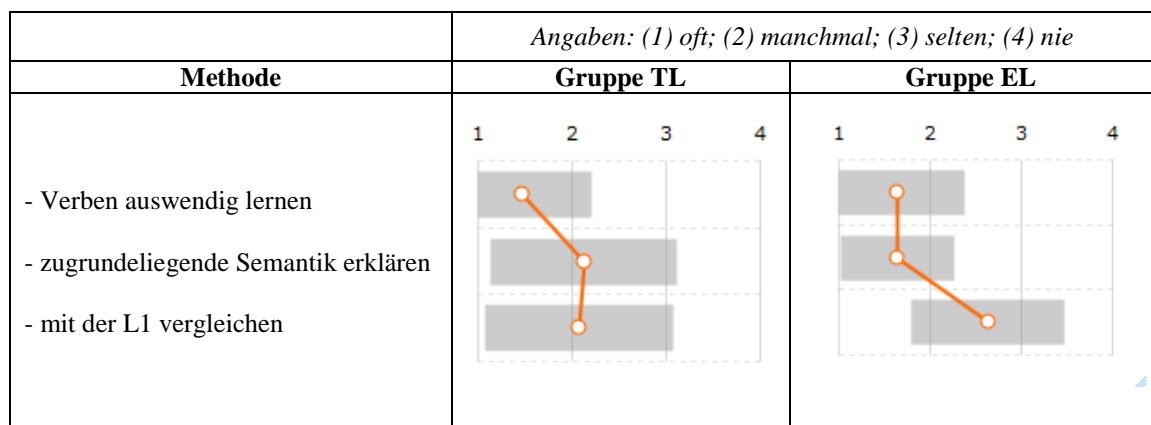 Angaben: (1) oft; (2) manchmal; (3) selten; (4) nie
Methode Gruppe TL Gruppe EL
1 2 3 4 1 2 3 4
- Verben auswendig lernen
- zugrundeliegende Semantik erklären
- mit der L1 vergleichen